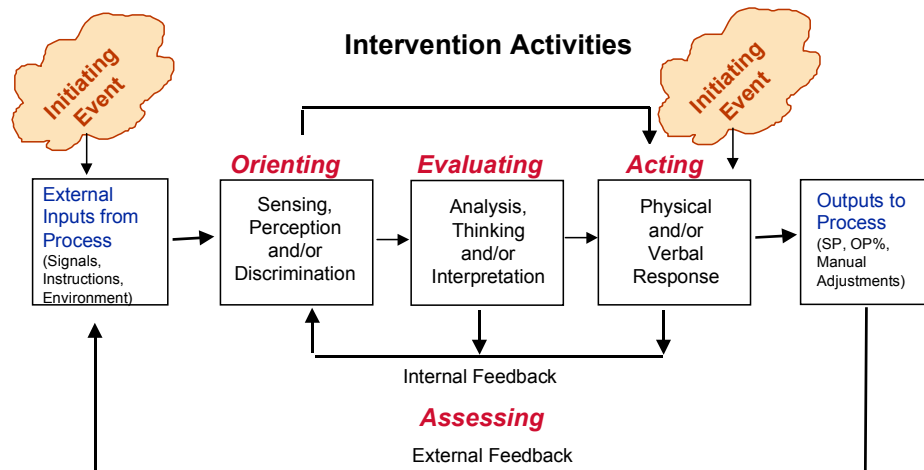 Intervention Activities
Initiating
Event
Initiating
Event
Orienting
Evaluating
Acting
External
Inputs from
Process
(Signals,
Instructions,
Environment)
Sensing,
Perception
and/or
Discrimination
Analysis,
Thinking
and/or
Interpretation
Physical
and/or
Verbal
Response
Outputs to
Process
(SP, OP%,
Manual
Adjustments)
Internal Feedback
Assessing
External Feedback